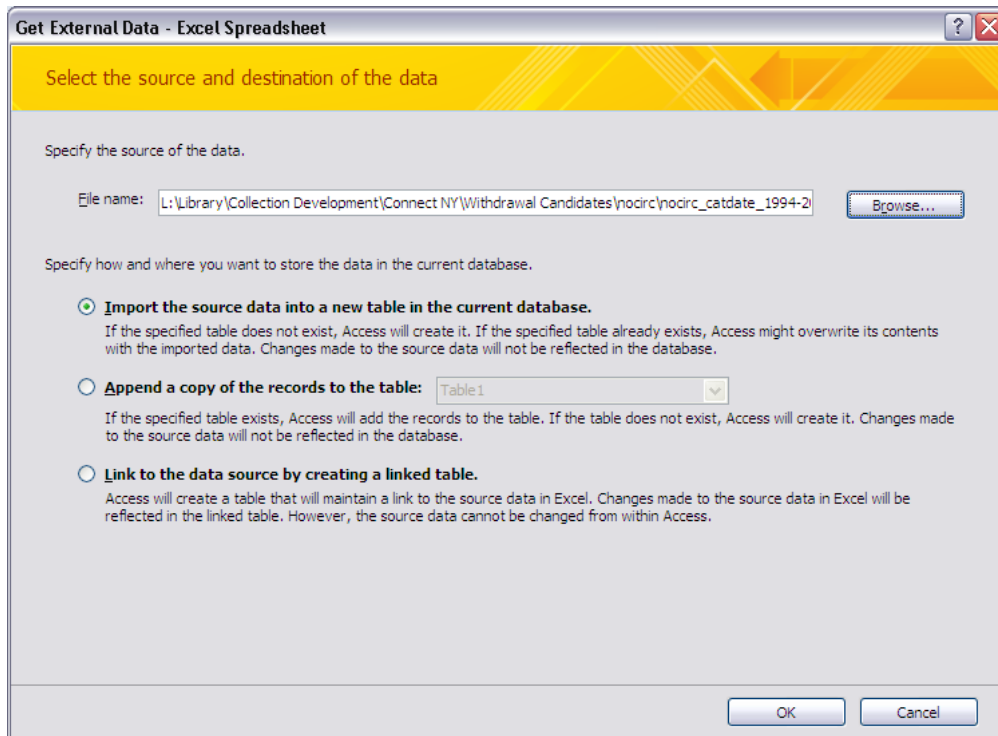 Get External Data - Excel Spreadsheet
Select the source and destination of the data
Specify the source of the data.
File name: L:\Library\Collection Development\Connect NY\Withdrawal Candidates\nocirc\nocirc_catdate_1994-20 Browse...
Specify how and where you want to store the data in the current database.
Import the source data into a new table in the current database.
If the specified table does not exist, Access will create it. If the specified table already exists, Access might overwrite its contents
with the imported data. Changes made to the source data will not be reflected in the database.
Append a copy of the records to the table: Table1
If the specified table exists, Access will add the records to the table. If the table does not exist, Access will create it. Changes made
to the source data will not be reflected in the database.
Link to the data source by creating a linked table.
Access will create a table that will maintain a link to the source data in Excel. Changes made to the source data in Excel will be
reflected in the linked table. However, the source data cannot be changed from within Access.
OK Cancel